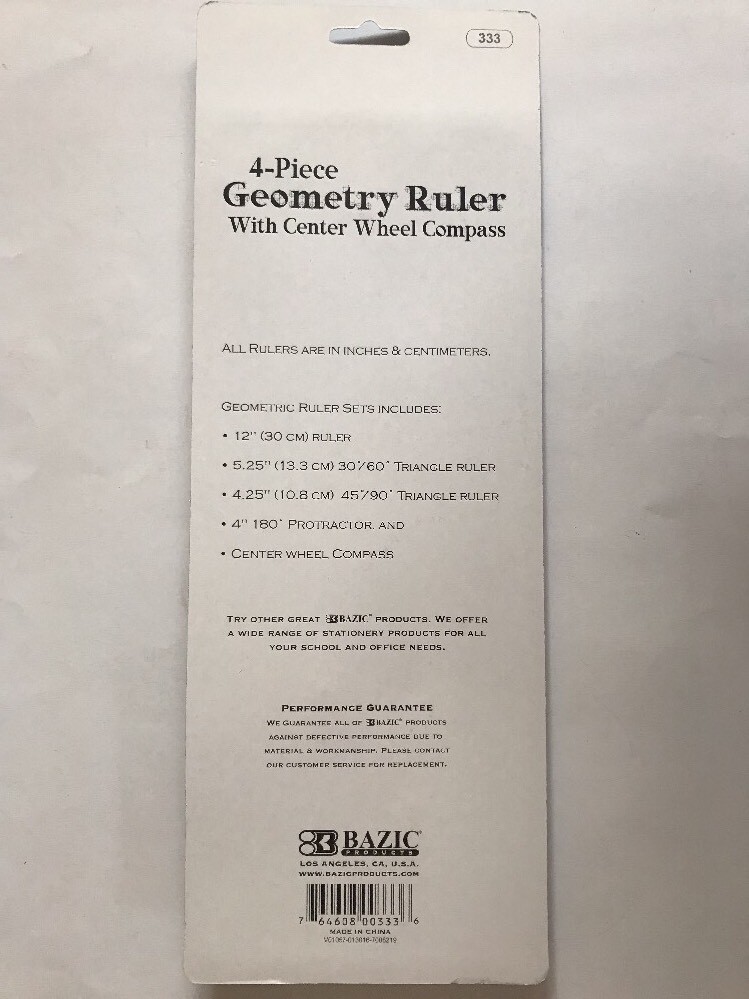 333
4-Piece
Geometry Ruler
With Center Wheel Compass
ALL RULERS ARE IN INCHES & CENTIMETERS.
GEOMETRIC RULER SETS INCLUDES:
• 12" (30 CM) RULER
• 5.25" (13.3 CM) 30°/60° TRIANGLE RULER
• 4.25" (10.8 CM) 45°/90° TRIANGLE RULER
• 4" 180° PROTRACTOR, AND
• CENTER WHEEL COMPASS
TRY OTHER GREAT BAZIC™ PRODUCTS. WE OFFER
A WIDE RANGE OF STATIONERY PRODUCTS FOR ALL
YOUR SCHOOL AND OFFICE NEEDS.
PERFORMANCE GUARANTEE
WE GUARANTEE ALL OF BAZIC® PRODUCTS
AGAINST DEFECTIVE PERFORMANCE DUE TO
MATERIAL & WORKMANSHIP. PLEASE CONTACT
OUR CUSTOMER SERVICE FOR REPLACEMENT.
BAZIC®
PRODUCTS
LOS ANGELES, CA, U.S.A.
WWW.BAZICPRODUCTS.COM
7 64608 00333 6
MADE IN CHINA